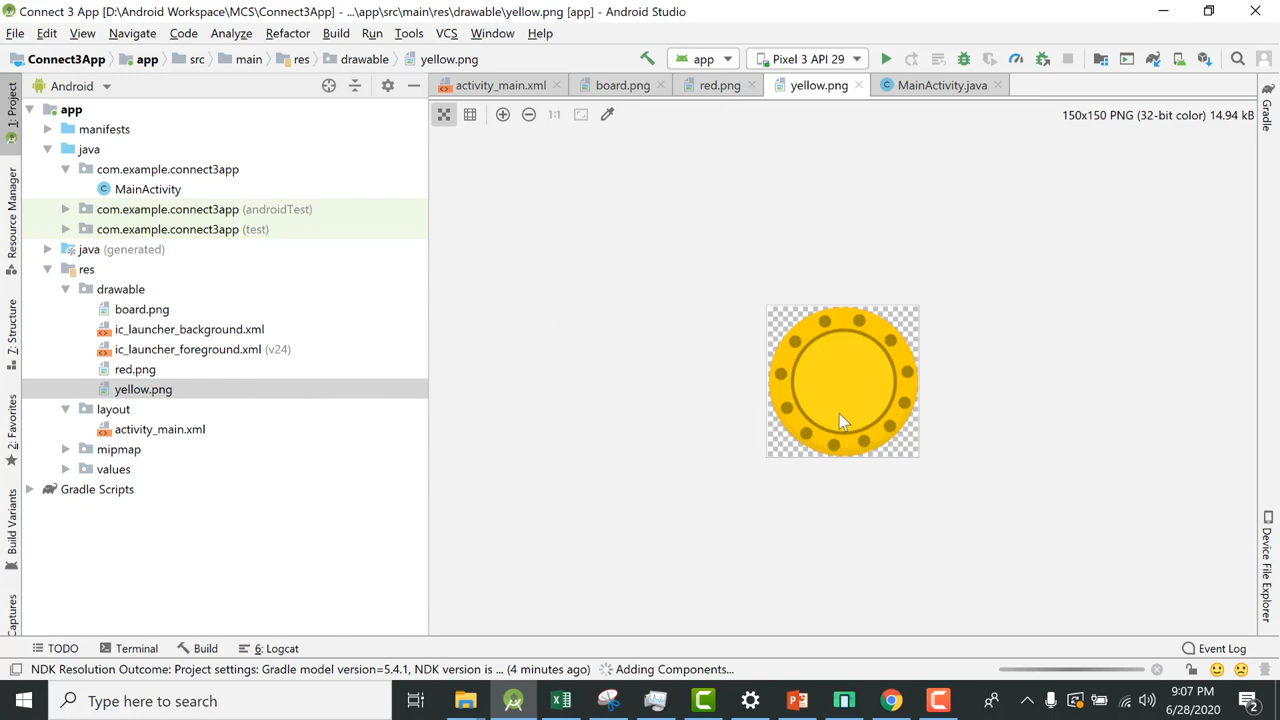 Connect 3 App [D:\Android Workspace\MCS\Connect3App] - ...\app\src\main\res\drawable\yellow.png [app] - Android Studio
File Edit View Navigate Code Analyze Refactor Build Run Tools VCS Window Help
Connect3App app src main res drawable yellow.png app Pixel 3 API 29
1: Project
Resource Manager
Z: Structure
2: Favorites
Build Variants
Captures
Android
app
manifests
java
com.example.connect3app
MainActivity
com.example.connect3app (androidTest)
com.example.connect3app (test)
java (generated)
res
drawable
board.png
ic_launcher_background.xml
ic_launcher_foreground.xml (v24)
red.png
yellow.png
layout
activity_main.xml
mipmap
values
Gradle Scripts
activity_main.xml board.png red.png yellow.png MainActivity.java
1:1 150x150 PNG (32-bit color) 14.94 kB
Gradle
Device File Explorer
TODO Terminal Build 6: Logcat Event Log
NDK Resolution Outcome: Project settings: Gradle model version=5.4.1, NDK version is ... (4 minutes ago) Adding Components...
Type here to search
9:07 PM
6/28/2020
2